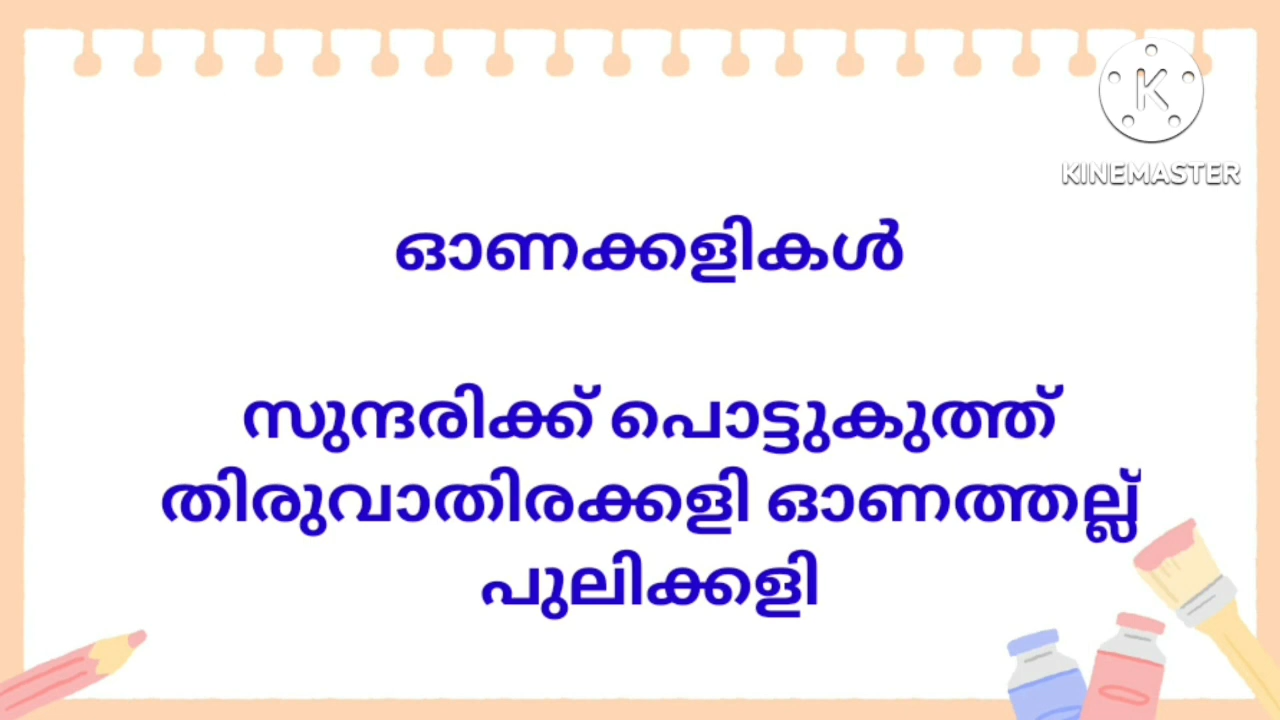 KINEMASTER
ഓണക്കളികൾ
സുന്ദരിക്ക് പൊട്ടുകുത്ത്
തിരുവാതിരക്കളി ഓണത്തല്ല്
പുലിക്കളി